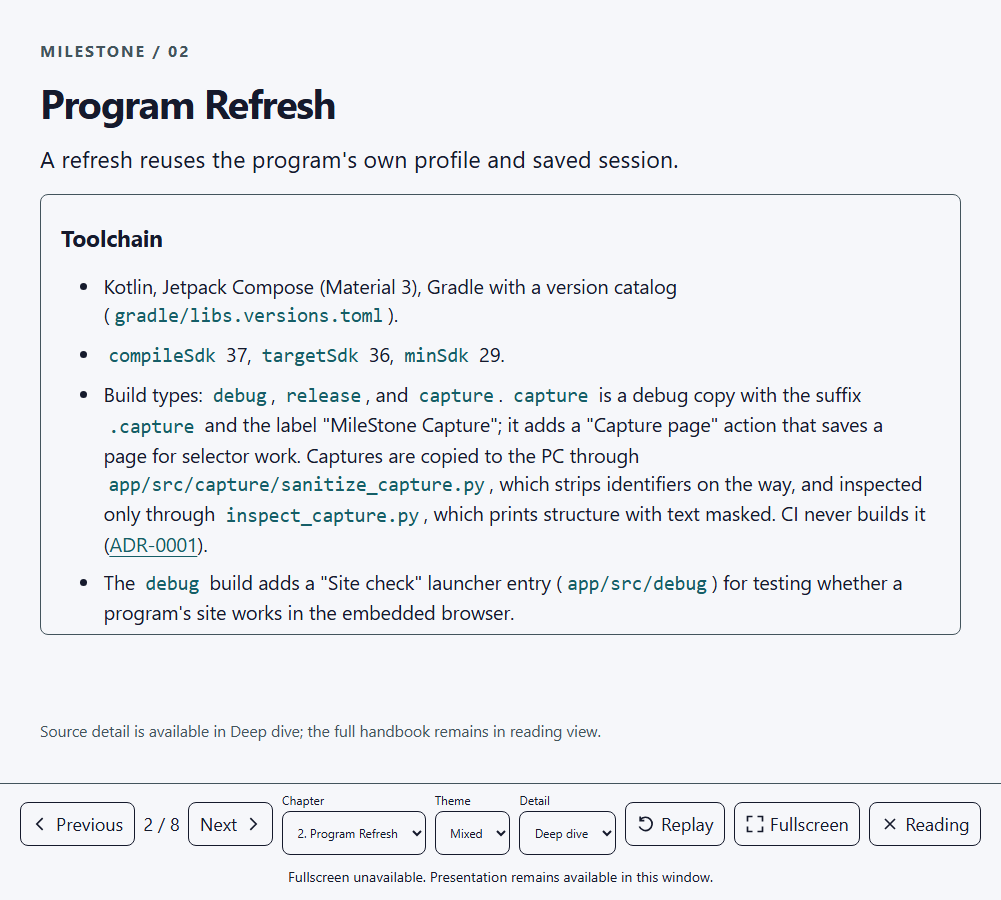 MILESTONE / 02
Program Refresh
A refresh reuses the program's own profile and saved session.
Toolchain
• Kotlin, Jetpack Compose (Material 3), Gradle with a version catalog
(gradle/libs.versions.toml).
• compileSdk 37, targetSdk 36, minSdk 29.
• Build types: debug, release, and capture. capture is a debug copy with the suffix
.capture and the label "MileStone Capture"; it adds a "Capture page" action that saves a
page for selector work. Captures are copied to the PC through
app/src/capture/sanitize_capture.py, which strips identifiers on the way, and inspected
only through inspect_capture.py, which prints structure with text masked. CI never builds it
(ADR-0001).
• The debug build adds a "Site check" launcher entry (app/src/debug) for testing whether a
program's site works in the embedded browser.
Source detail is available in Deep dive; the full handbook remains in reading view.
Chapter Theme Detail
Previous 2 / 8 Next 2. Program Refresh Mixed Deep dive Replay Fullscreen Reading
Fullscreen unavailable. Presentation remains available in this window.